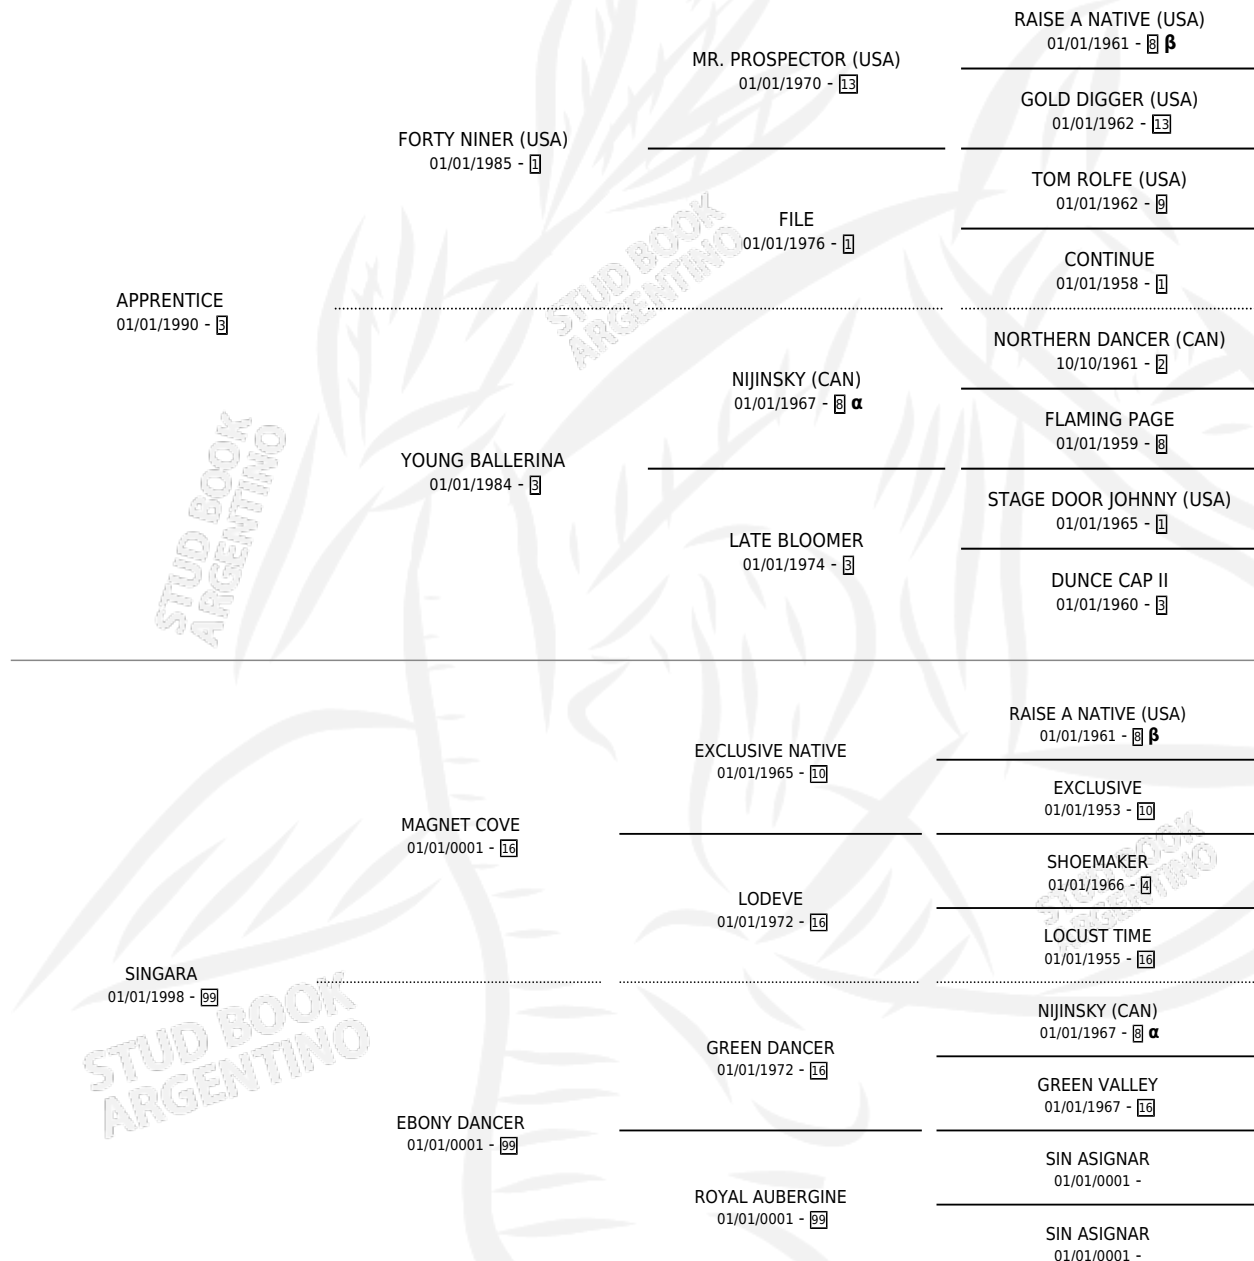 RAISE A NATIVE (USA)
01/01/1961 - 8 β
MR. PROSPECTOR (USA)
01/01/1970 - 13
GOLD DIGGER (USA)
01/01/1962 - 13
FORTY NINER (USA)
01/01/1985 - 1
TOM ROLFE (USA)
01/01/1962 - 9
FILE
01/01/1976 - 1
CONTINUE
01/01/1958 - 1
APPRENTICE
01/01/1990 - 3
NORTHERN DANCER (CAN)
10/10/1961 - 2
NIJINSKY (CAN)
01/01/1967 - 8 α
FLAMING PAGE
01/01/1959 - 8
YOUNG BALLERINA
01/01/1984 - 3
STAGE DOOR JOHNNY (USA)
01/01/1965 - 1
LATE BLOOMER
01/01/1974 - 3
DUNCE CAP II
01/01/1960 - 3
RAISE A NATIVE (USA)
01/01/1961 - 8 β
EXCLUSIVE NATIVE
01/01/1965 - 10
EXCLUSIVE
01/01/1953 - 10
MAGNET COVE
01/01/0001 - 16
SHOEMAKER
01/01/1966 - 4
LODEVE
01/01/1972 - 16
LOCUST TIME
01/01/1955 - 16
SINGARA
01/01/1998 - 99
NIJINSKY (CAN)
01/01/1967 - 8 α
GREEN DANCER
01/01/1972 - 16
GREEN VALLEY
01/01/1967 - 16
EBONY DANCER
01/01/0001 - 99
SIN ASIGNAR
01/01/0001 -
ROYAL AUBERGINE
01/01/0001 - 99
SIN ASIGNAR
01/01/0001 -
STUD BOOK
ARGENTINO
STUD BOOK
ARGENTINO
STUD BOOK
ARGENTINO
STUD BOOK
ARGENTINO